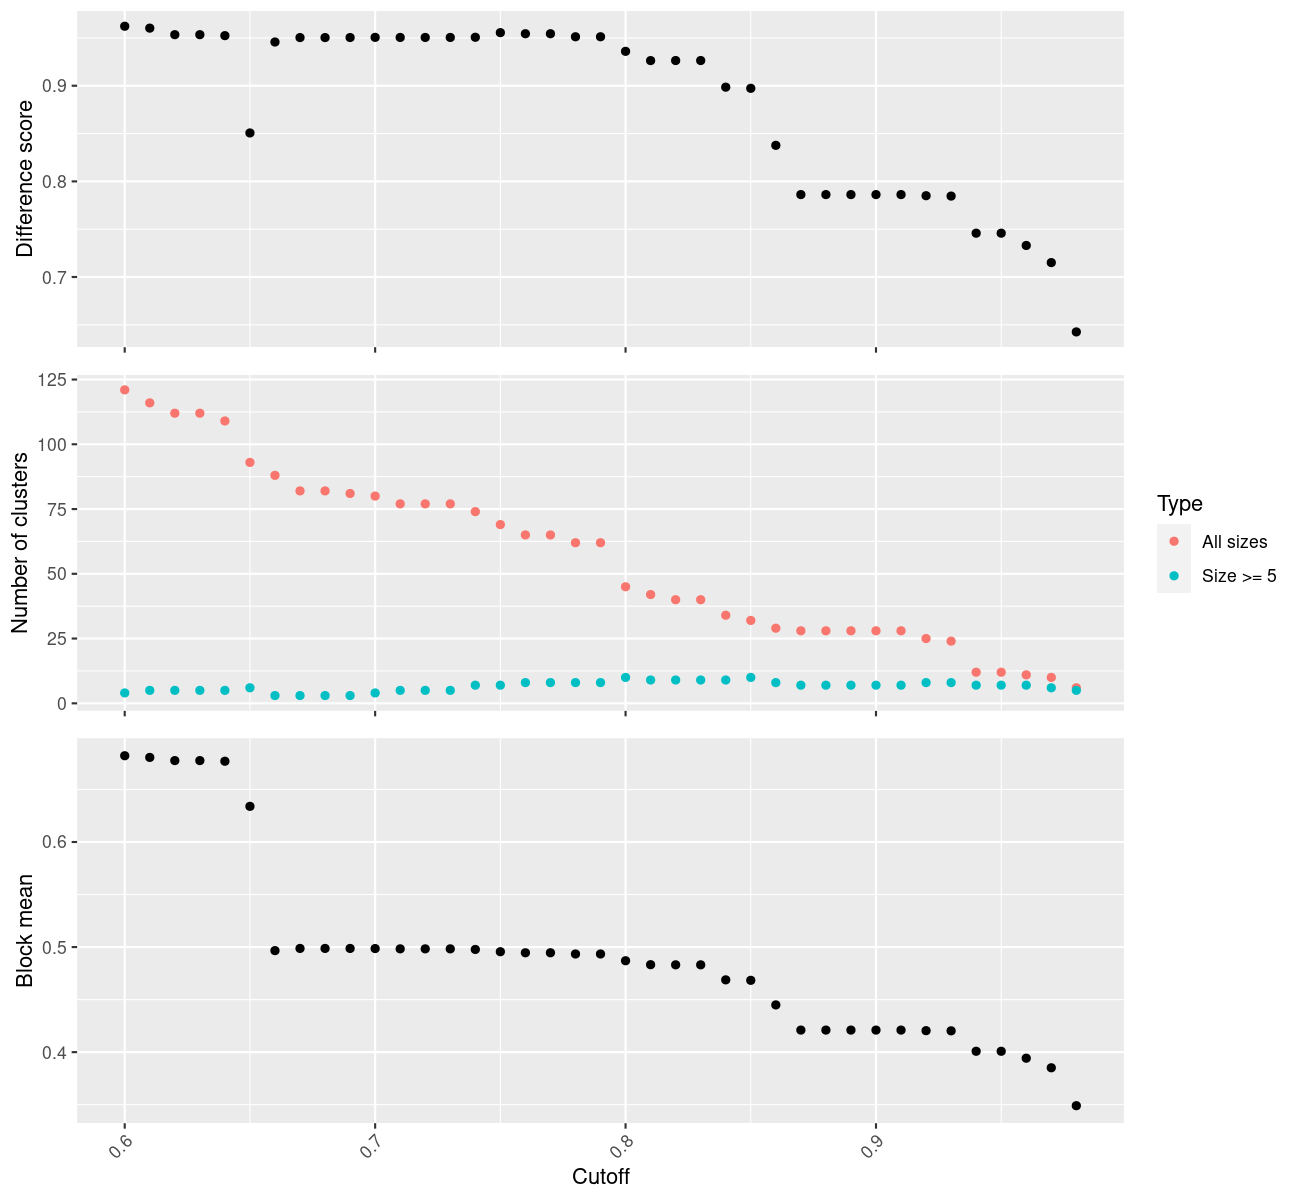 Difference score
0.9
0.8
0.7
Number of clusters
125
100
75
50
25
0
Type
All sizes
Size >= 5
Block mean
0.6
0.5
0.4
0.6
0.7
0.8
0.9
Cutoff